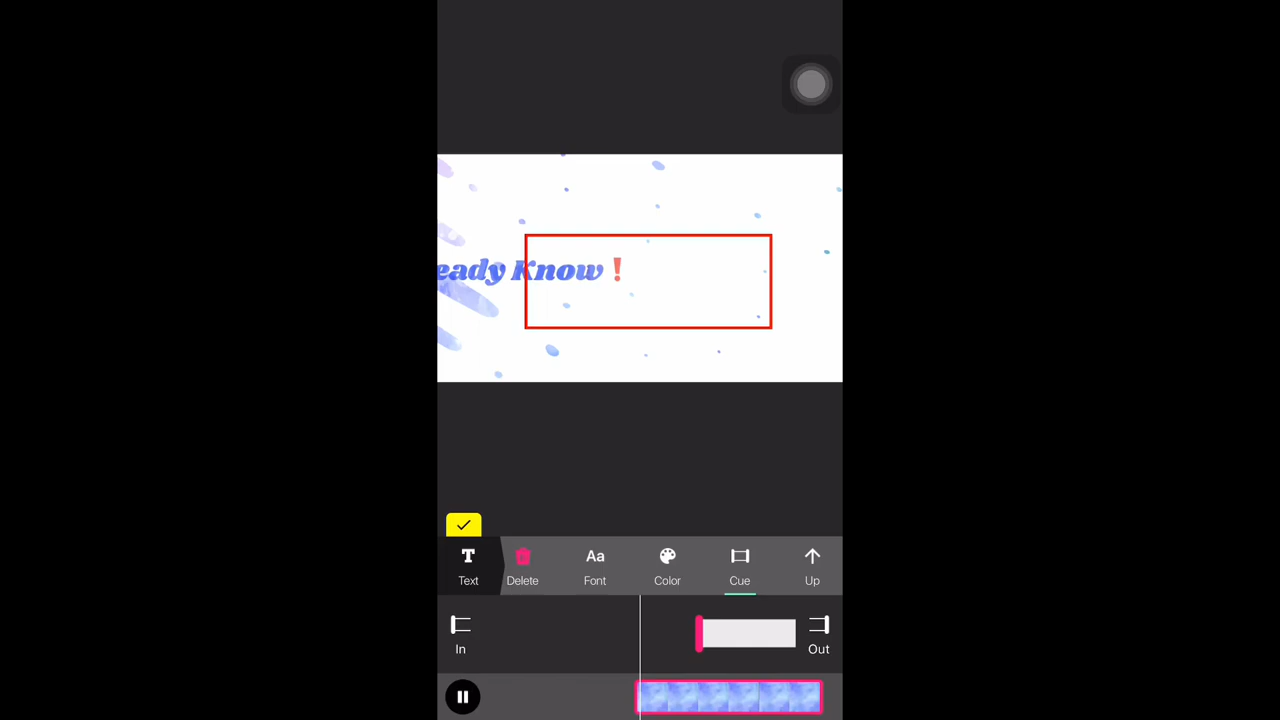 eady Know❗
Text
Delete
Aa
Font
Color
Cue
Up
In
Out